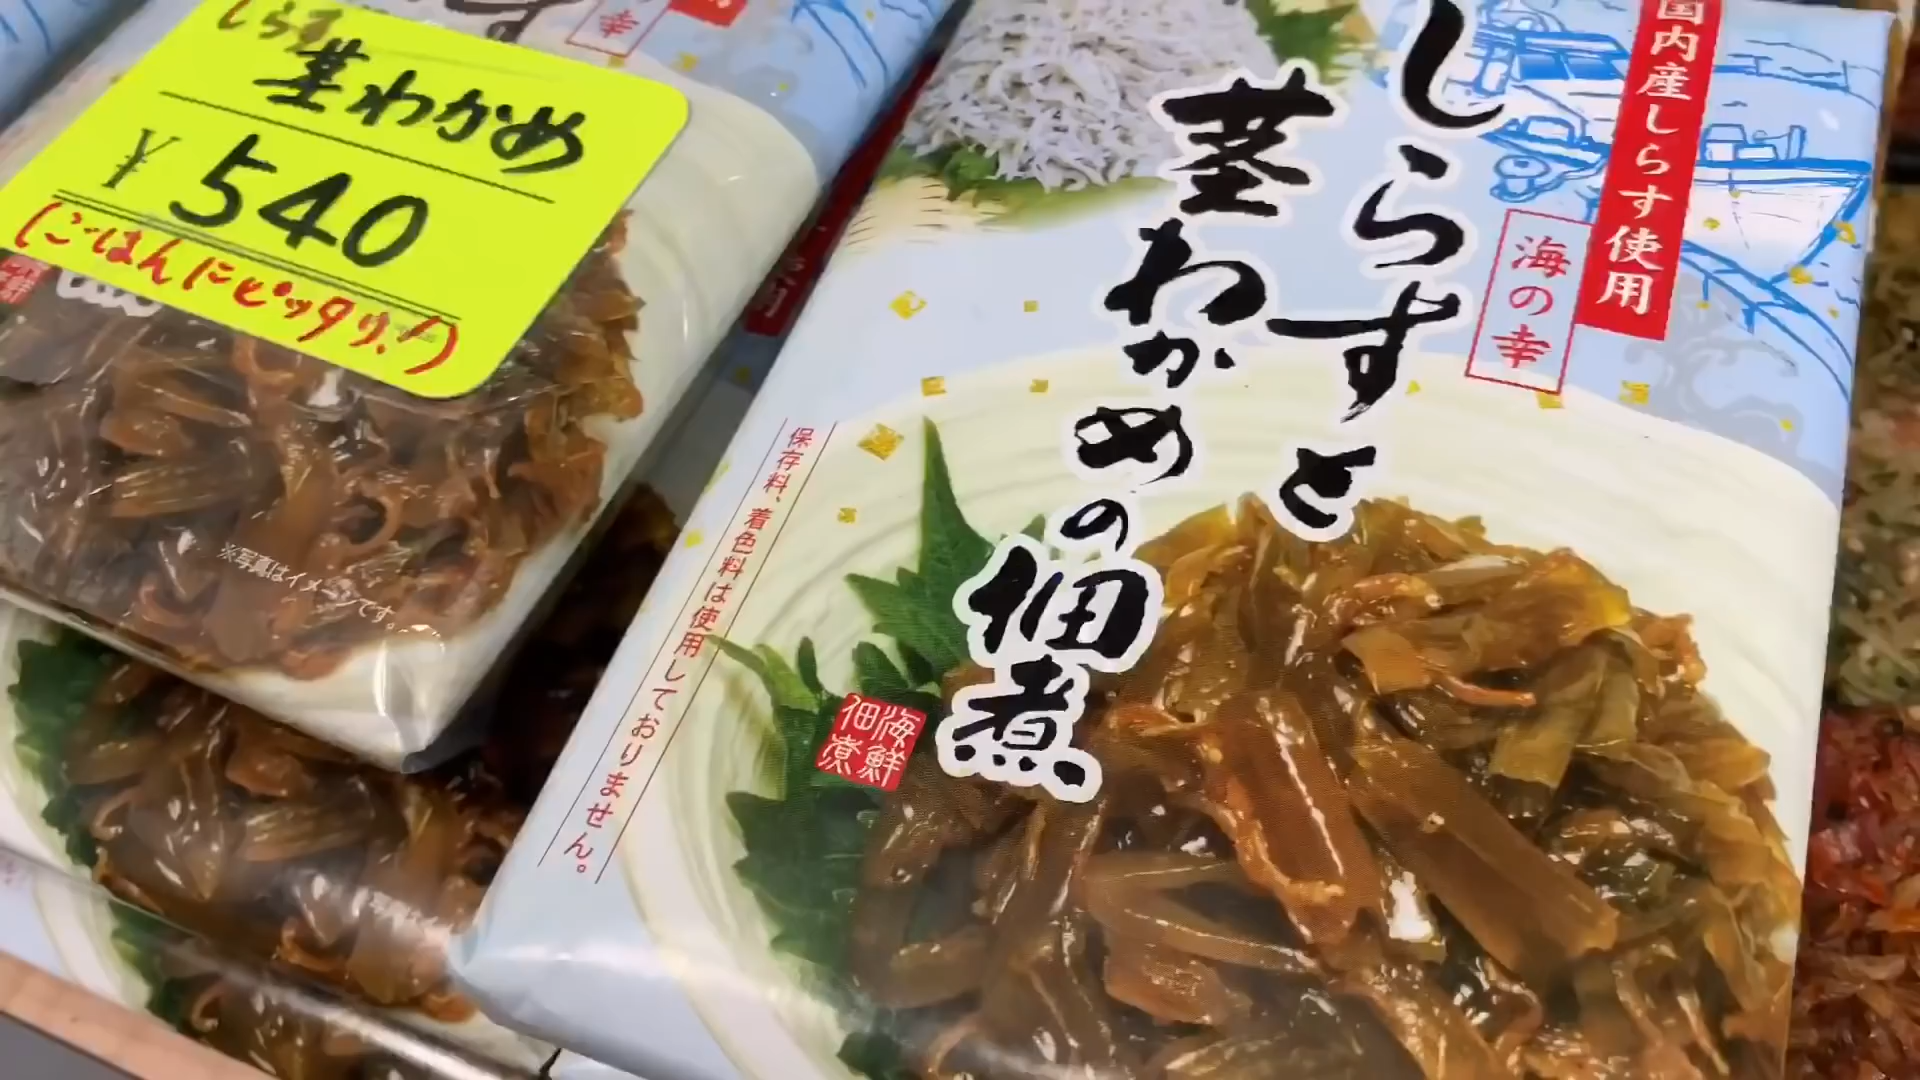 しらす
茎わかめ
¥540
(ごはんにピッタリ!)
※写真はイメージです。
国内産しらす使用
海の幸
しらすと
茎わかめの佃煮
保存料、着色料は使用しておりません。
海鮮
佃煮